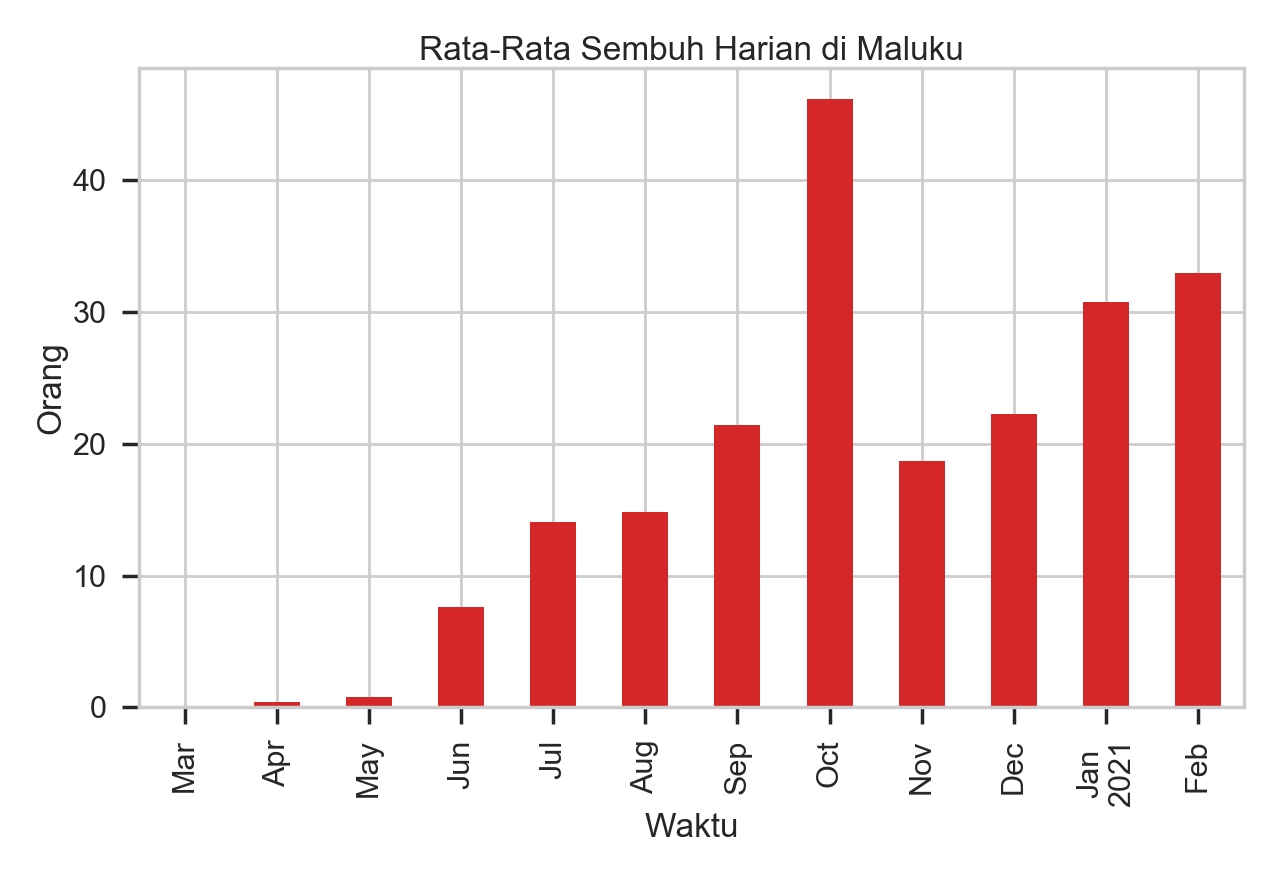 Rata-Rata Sembuh Harian di Maluku
Orang
40
30
20
10
0
Mar
Apr
May
Jun
Jul
Aug
Sep
Oct
Nov
Dec
Jan
2021
Feb
Waktu